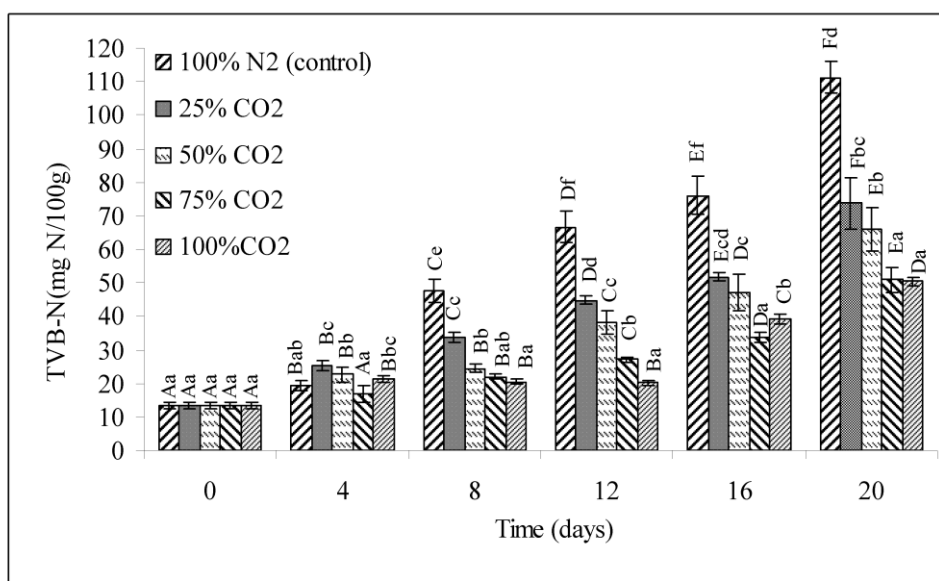 120
110
100
90
80
70
60
50
40
30
20
10
0
TVB-N(mg N/100g)
100% N2 (control)
25% CO2
50% CO2
75% CO2
100%CO2
Aa
Aa
Aa
Aa
Aa
Bab
Bc
Bb
Aa
Bbc
Ce
Cc
Bb
Bab
Ba
Df
Dd
Cc
Cb
Ba
Ef
Ecd
Dc
Da
Cb
Fd
Fbc
Eb
Ea
Da
0 4 8 12 16 20
Time (days)